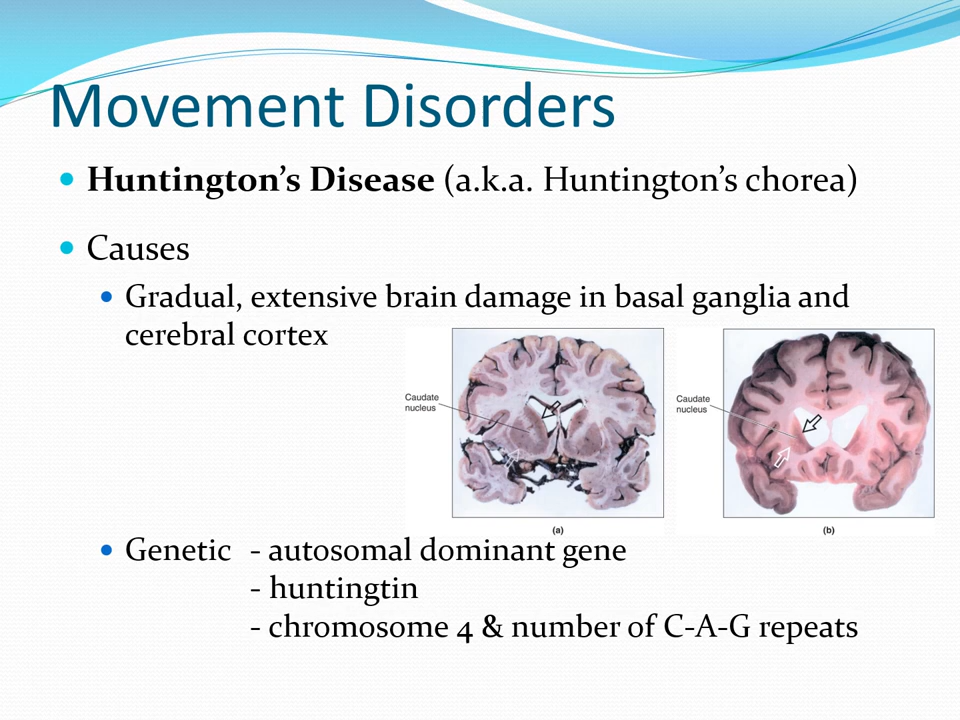 Movement Disorders
Huntington’s Disease (a.k.a. Huntington’s chorea)
Causes
Gradual, extensive brain damage in basal ganglia and
cerebral cortex
Caudate
nucleus
(a)
Caudate
nucleus
(b)
Genetic - autosomal dominant gene
- huntingtin
- chromosome 4 & number of C-A-G repeats